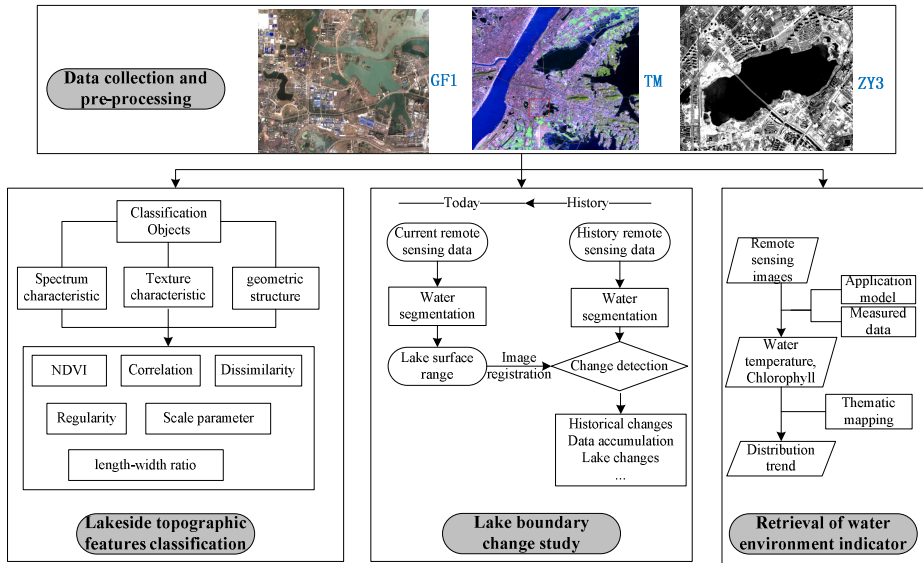 Data collection and
pre-processing
GF1
TM
ZY3
Classification
Objects
Spectrum
characteristic
Texture
characteristic
geometric
structure
NDVI
Correlation
Dissimilarity
Regularity
Scale parameter
length-width ratio
Lakeside topographic
features classification
Today
History
Current remote
sensing data
History remote
sensing data
Water
segmentation
Water
segmentation
Lake surface
range
Image
registration
Change detection
Historical changes
Data accumulation
Lake changes
...
Lake boundary
change study
Remote
sensing
images
Application
model
Measured
data
Water
temperature,
Chlorophyll
Thematic
mapping
Distribution
trend
Retrieval of water
environment indicator